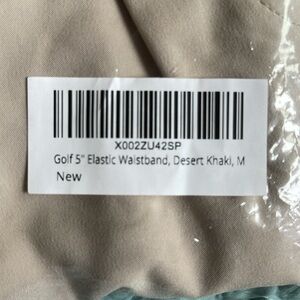 X002ZU42SP
Golf 5" Elastic Waistband, Desert Khaki, M
New